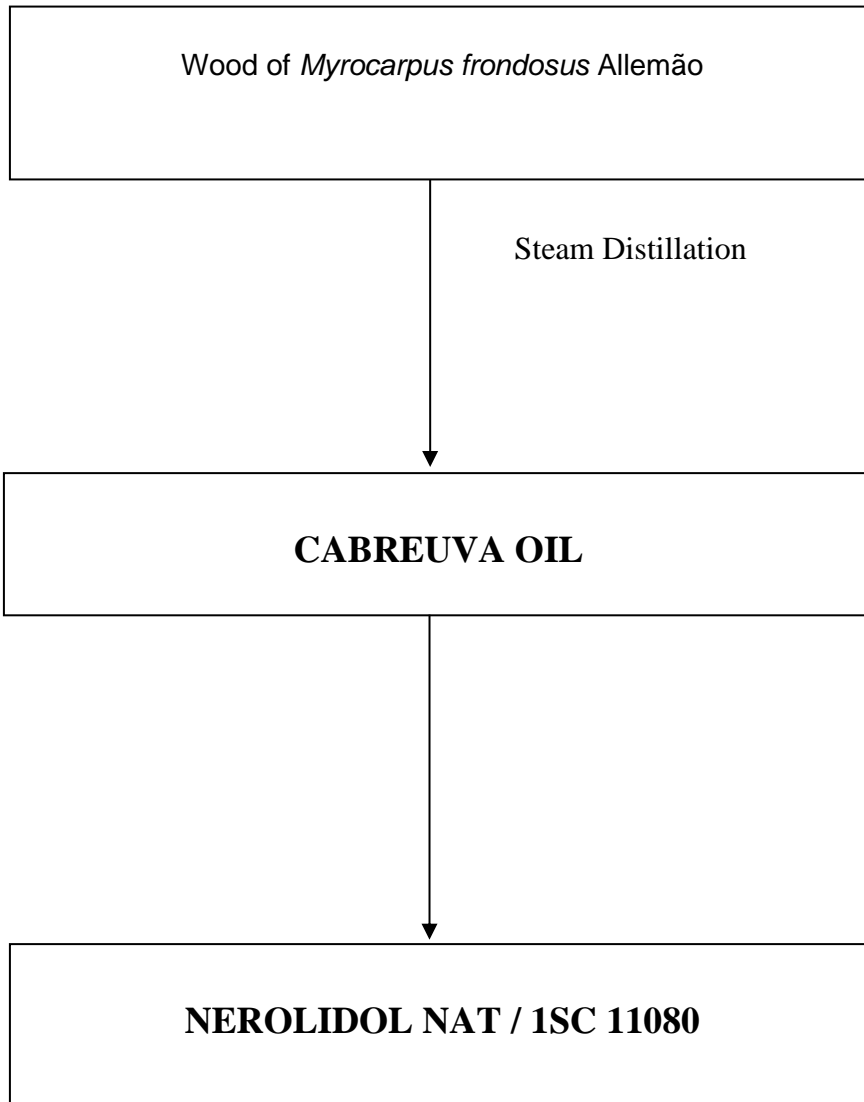 Wood of Myrocarpus frondosus Allemão
Steam Distillation
CABREUVA OIL
NEROLIDOL NAT / 1SC 11080